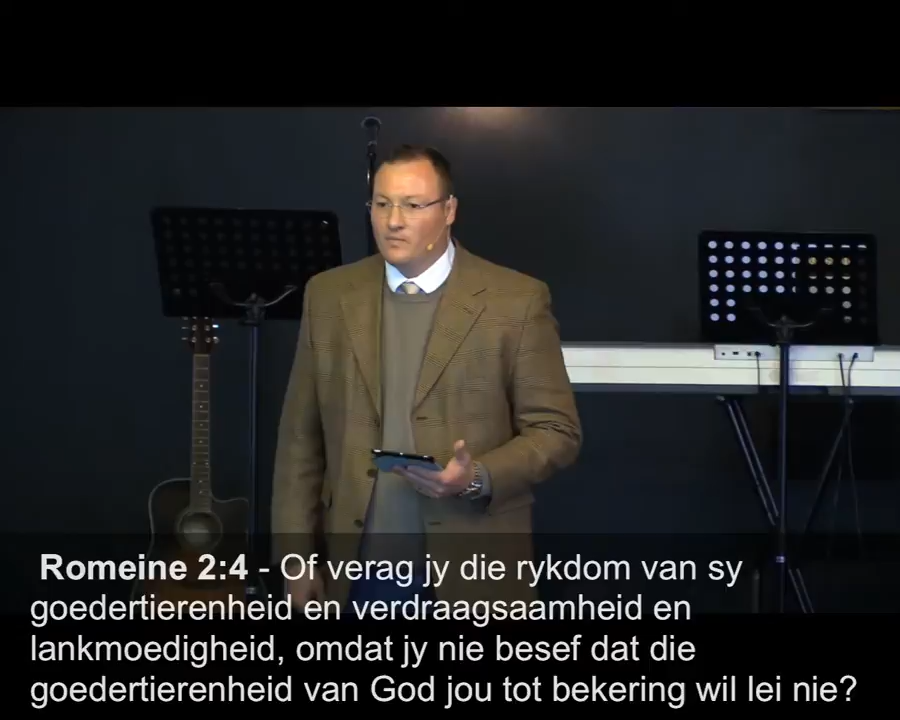 Romeine 2:4 - Of verag jy die rykdom van sy
goedertierenheid en verdraagsaamheid en
lankmoedigheid, omdat jy nie besef dat die
goedertierenheid van God jou tot bekering wil lei nie?